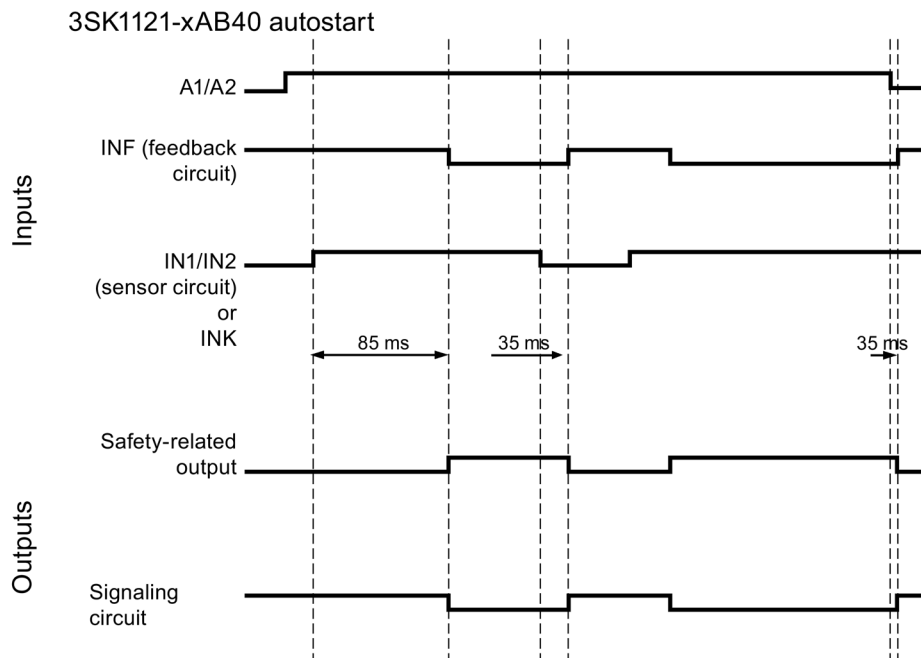 3SK1121-xAB40 autostart
A1/A2
INF (feedback
circuit)
Inputs
IN1/IN2
(sensor circuit)
or
INK
85 ms
35 ms
35 ms
Safety-related
output
Outputs
Signaling
circuit